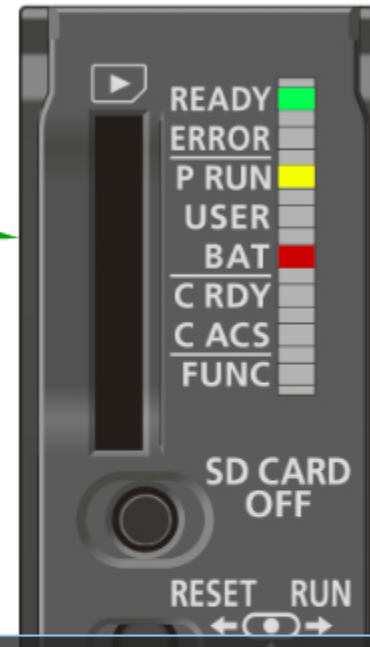 READY
ERROR
P RUN
USER
BAT
C RDY
C ACS
FUNC
SD CARD
OFF
RESET RUN